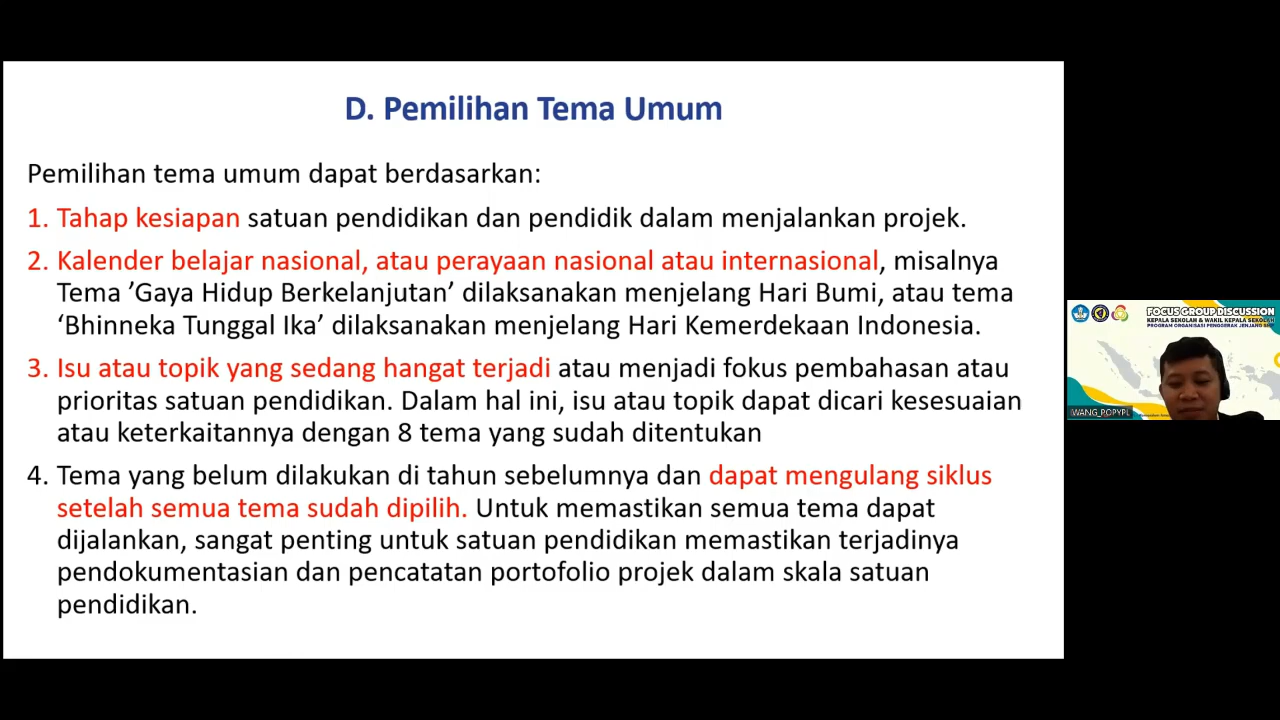 D. Pemilihan Tema Umum
Pemilihan tema umum dapat berdasarkan:
1. Tahap kesiapan satuan pendidikan dan pendidik dalam menjalankan projek.
2. Kalender belajar nasional, atau perayaan nasional atau internasional, misalnya
Tema ’Gaya Hidup Berkelanjutan’ dilaksanakan menjelang Hari Bumi, atau tema
‘Bhinneka Tunggal Ika’ dilaksanakan menjelang Hari Kemerdekaan Indonesia.
3. Isu atau topik yang sedang hangat terjadi atau menjadi fokus pembahasan atau
prioritas satuan pendidikan. Dalam hal ini, isu atau topik dapat dicari kesesuaian
atau keterkaitannya dengan 8 tema yang sudah ditentukan
4. Tema yang belum dilakukan di tahun sebelumnya dan dapat mengulang siklus
setelah semua tema sudah dipilih. Untuk memastikan semua tema dapat
dijalankan, sangat penting untuk satuan pendidikan memastikan terjadinya
pendokumentasian dan pencatatan portofolio projek dalam skala satuan
pendidikan.
FOCUS GROUP DISCUSSION
KEPALA SEKOLAH & WAKIL KEPALA SEKOLAH
PROGRAM ORGANISASI PENGGERAK JENJANG SMP
IWANG_POPYPL